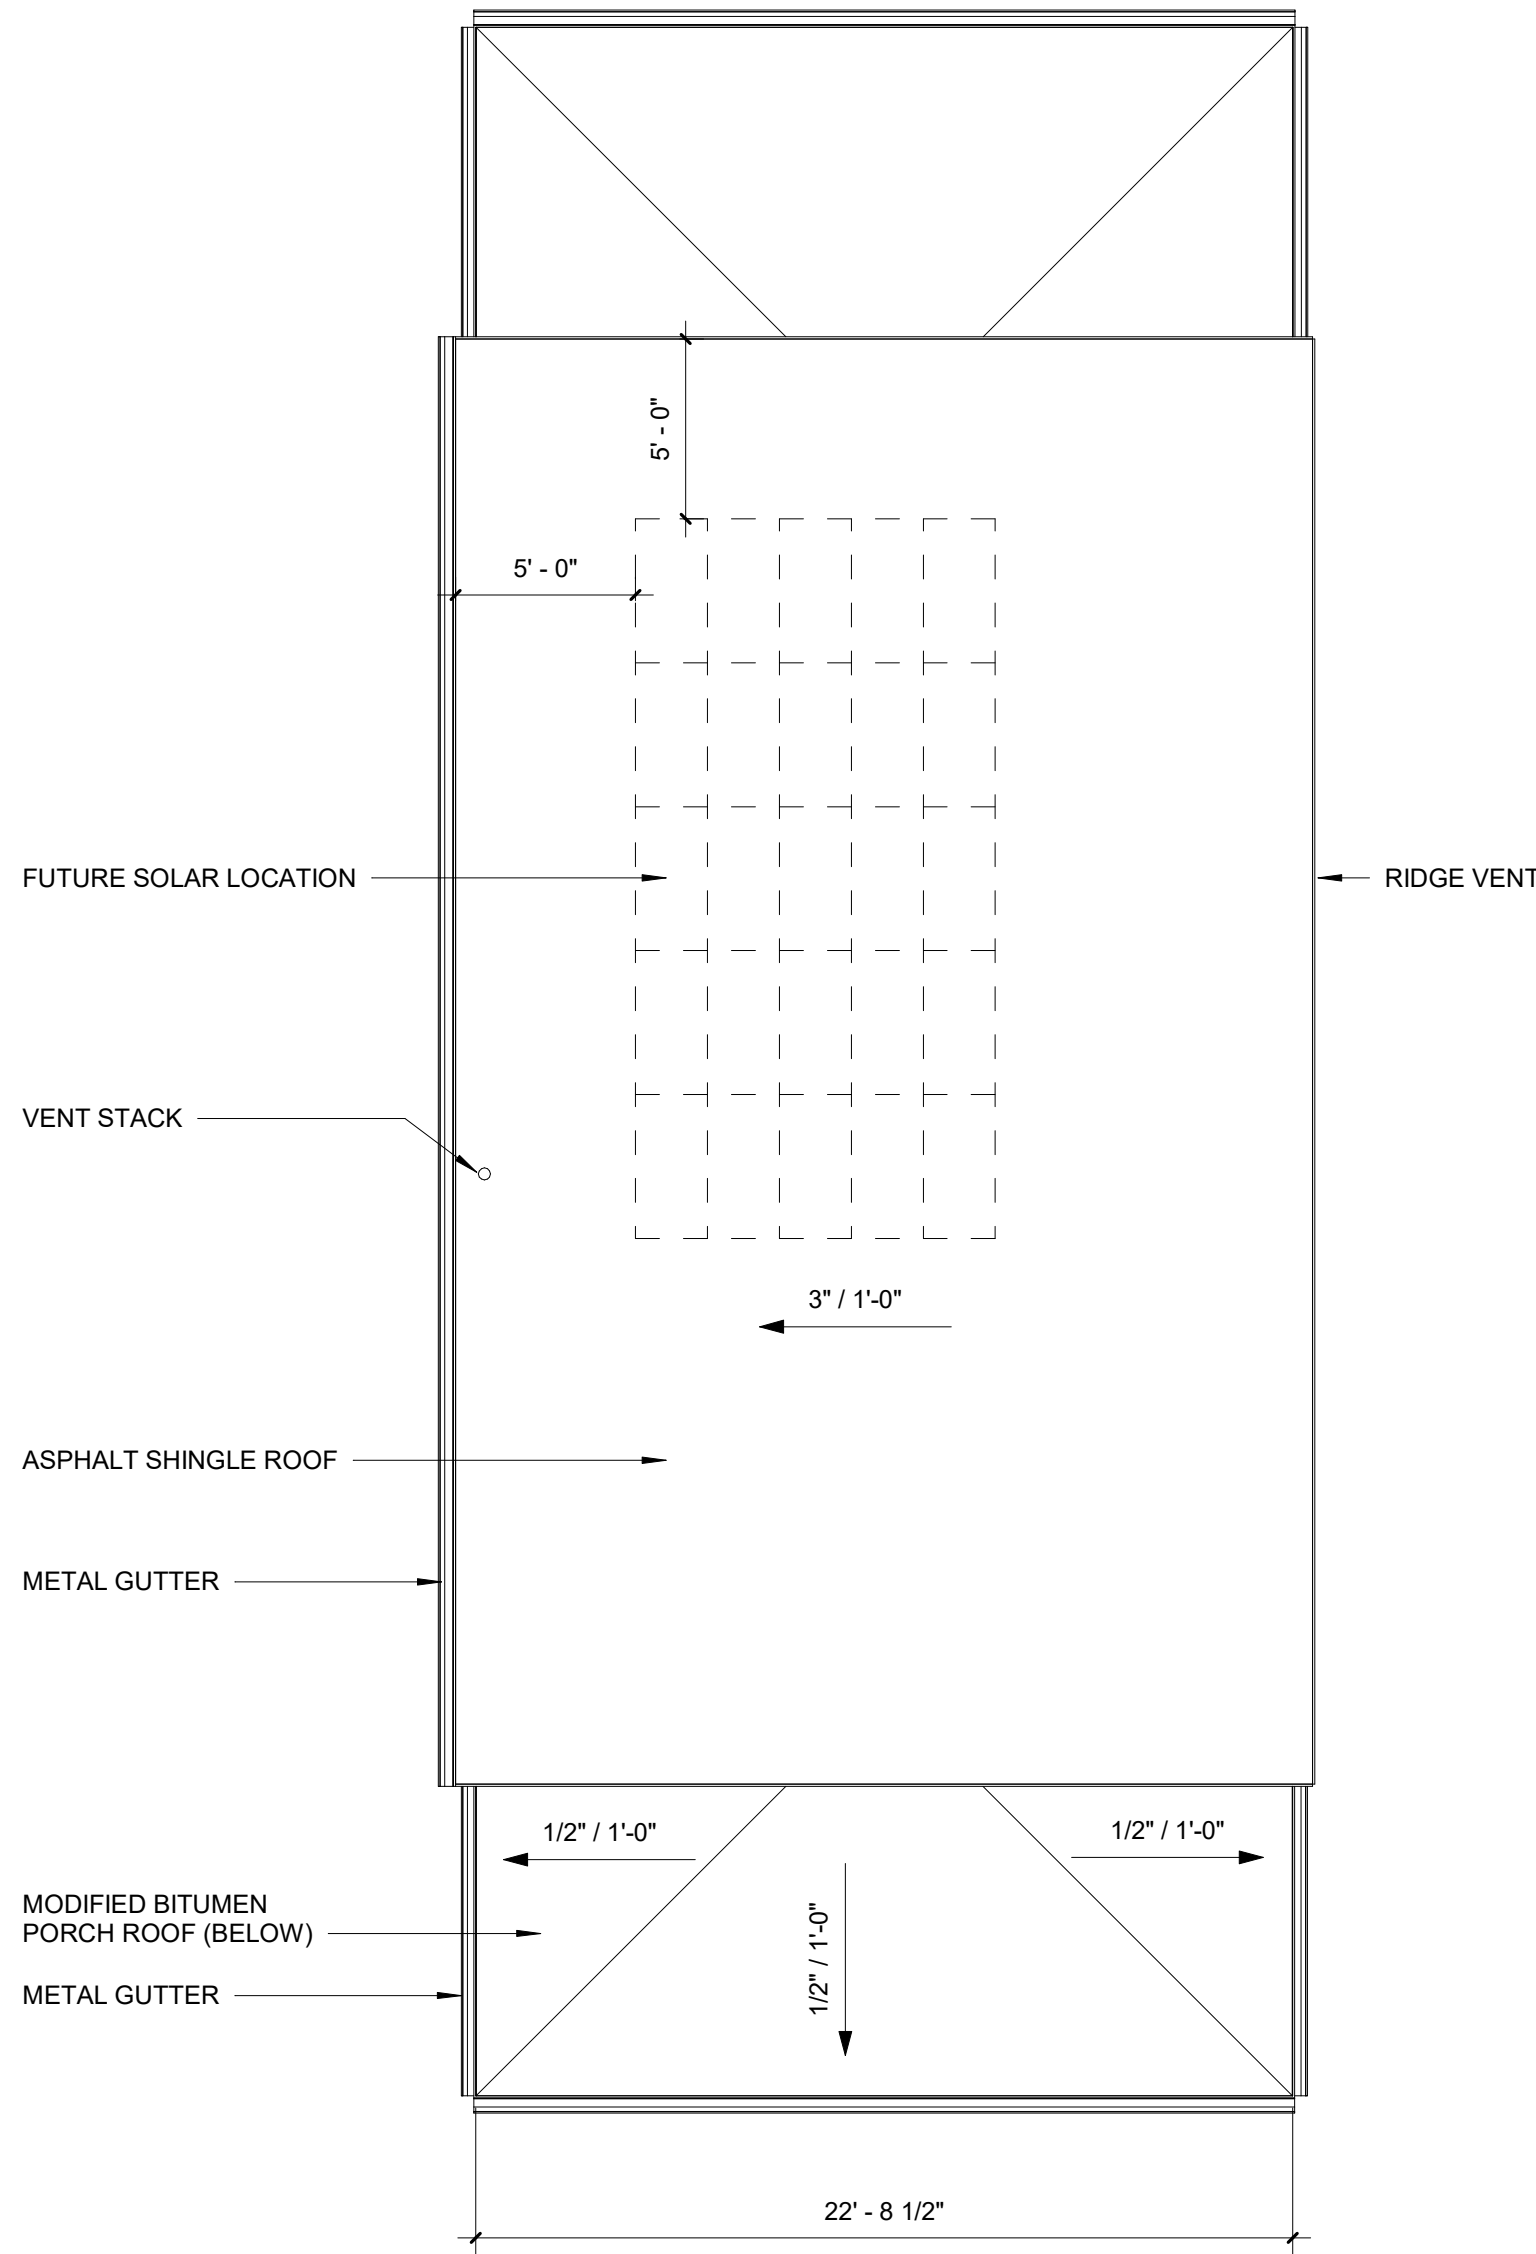 5' - 0"
5' - 0"
FUTURE SOLAR LOCATION
RIDGE VENT
VENT STACK
3" / 1'-0"
ASPHALT SHINGLE ROOF
METAL GUTTER
1/2" / 1'-0"
1/2" / 1'-0"
MODIFIED BITUMEN
PORCH ROOF (BELOW)
1/2" / 1'-0"
METAL GUTTER
22' - 8 1/2"